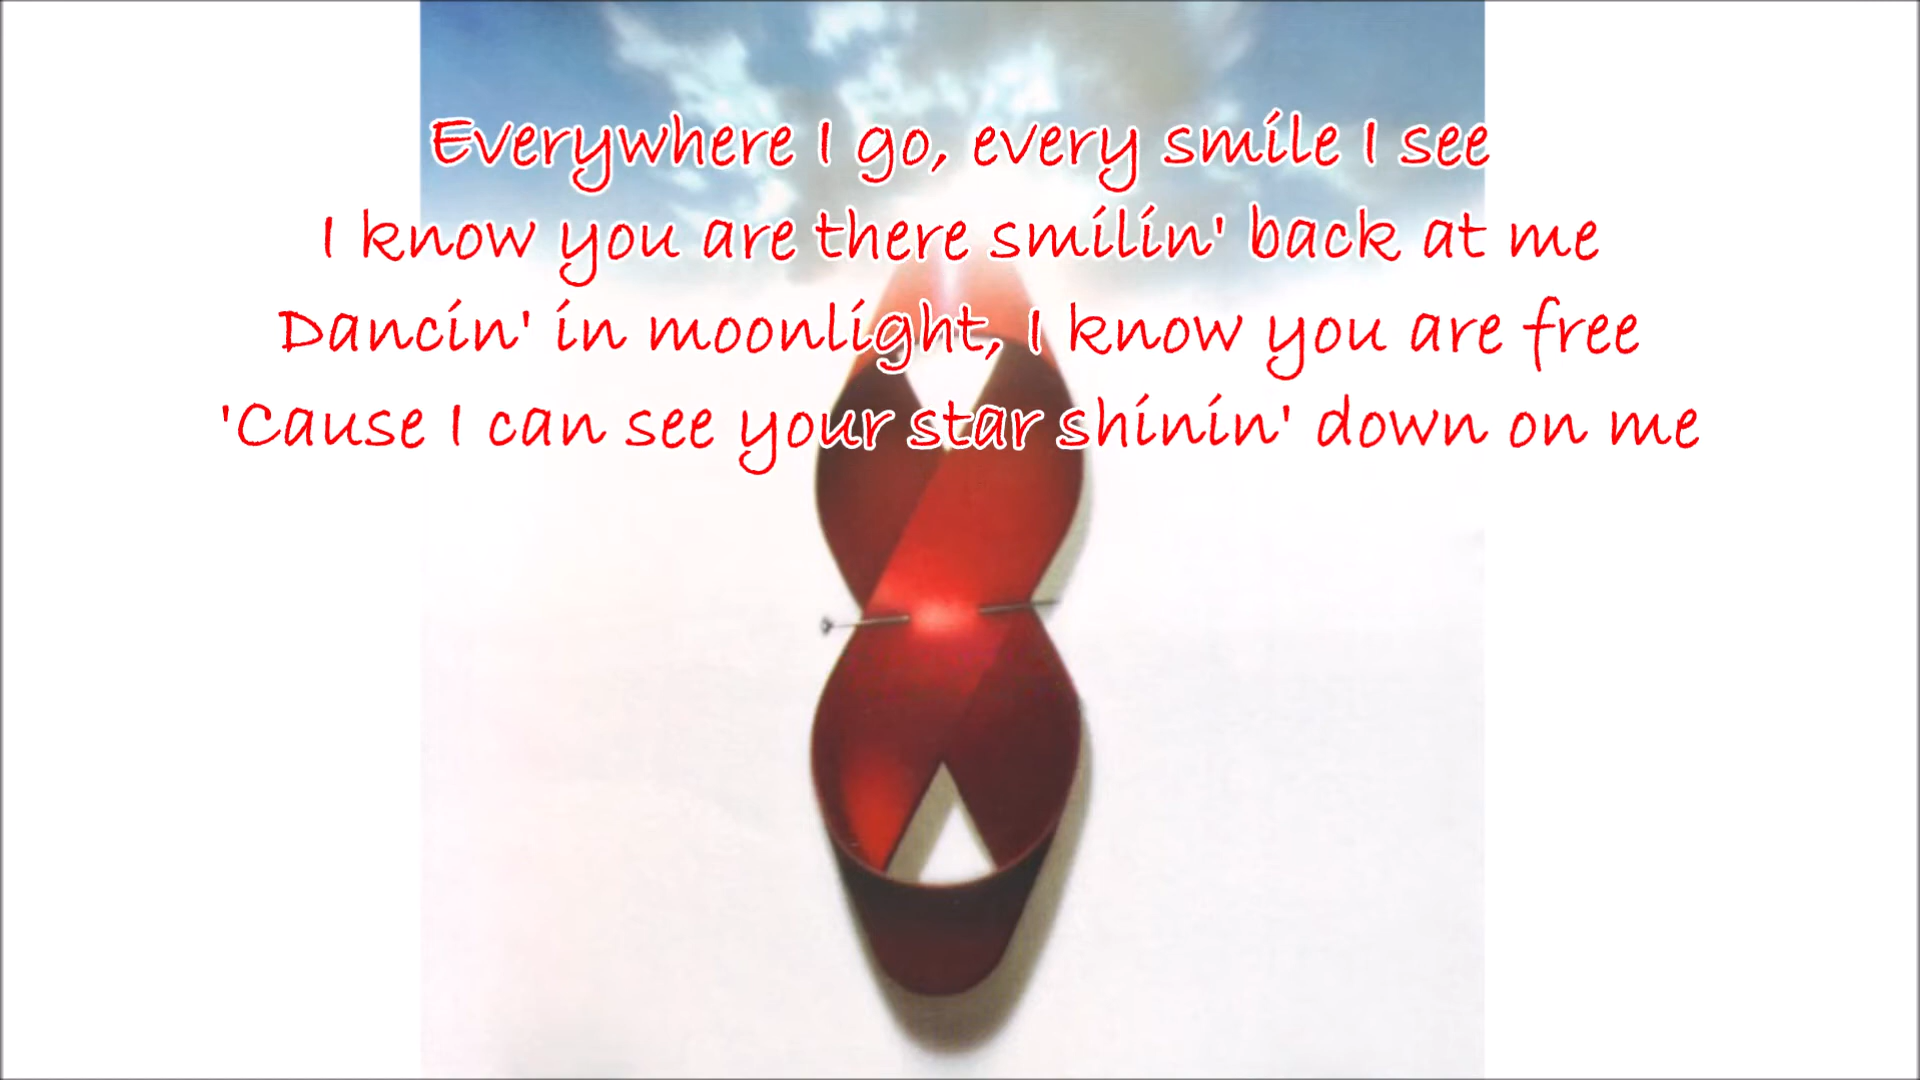 Everywhere I go, every smile I see
I know you are there smilin' back at me
Dancin' in moonlight, I know you are free
'Cause I can see your star shinin' down on me